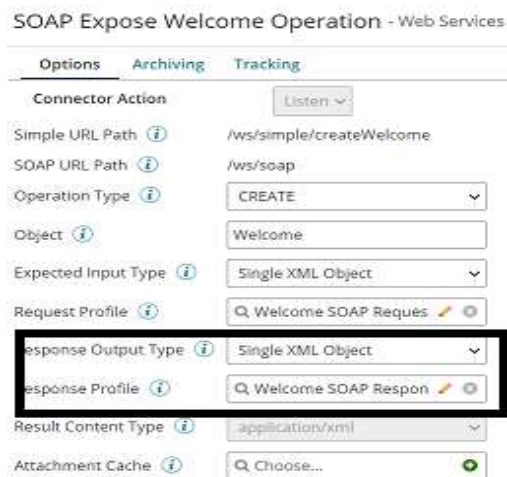 SOAP Expose Welcome Operation - Web Services
Options Archiving Tracking
Connector Action Listen
Simple URL Path i /ws/simple/createWelcome
SOAP URL Path i /ws/soap
Operation Type i CREATE
Object i Welcome
Expected Input Type i Single XML Object
Request Profile i Welcome SOAP Reques
esponse Output Type i Single XML Object
esponse Profile i Welcome SOAP Respon
Result Content Type i application/xml
Attachment Cache i Choose...